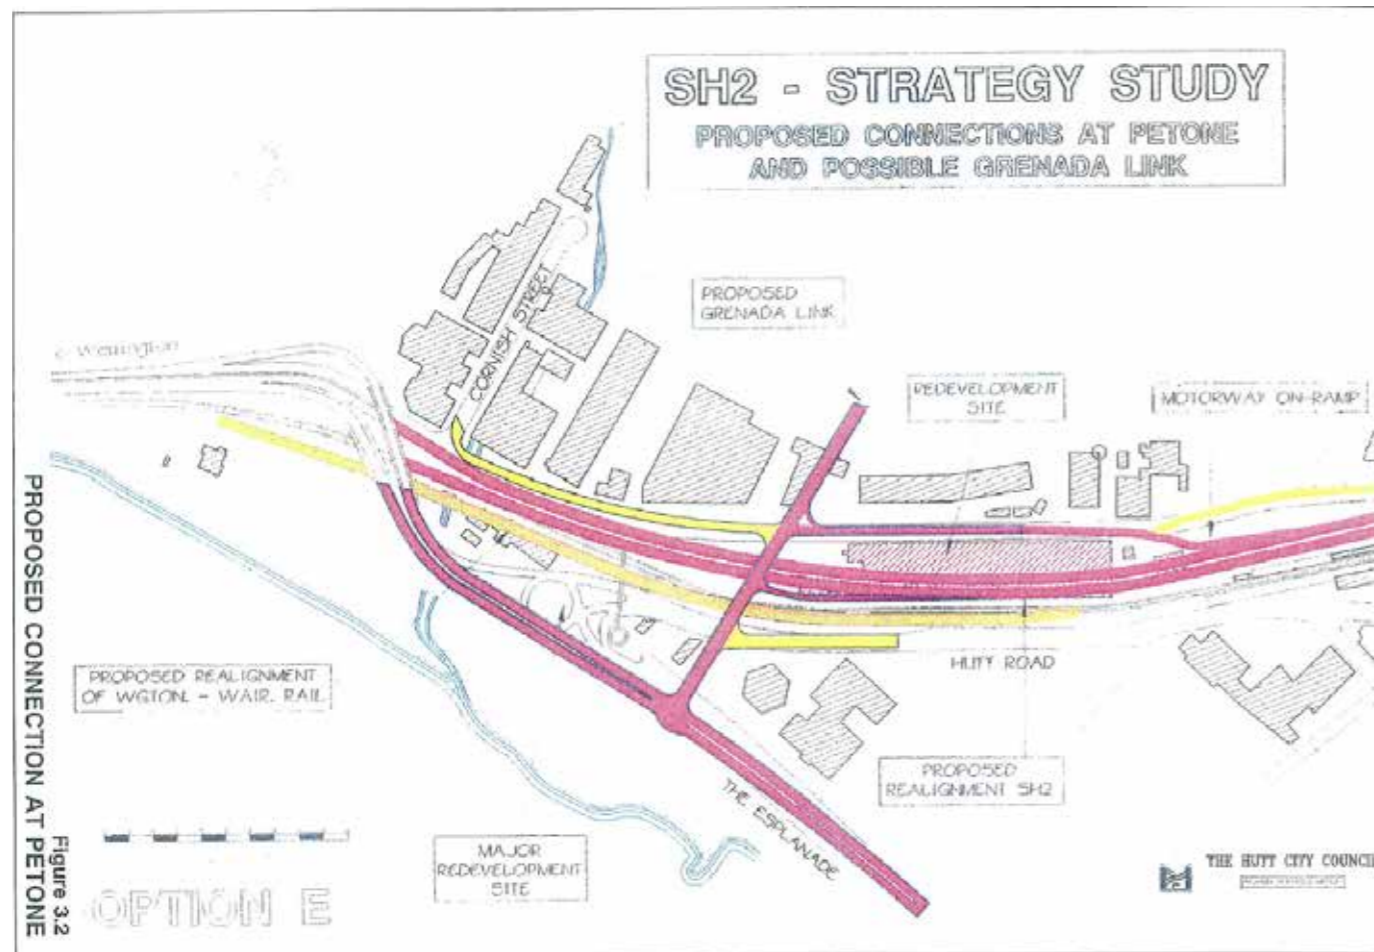 SH2 - STRATEGY STUDY
PROPOSED CONNECTIONS AT PETONE
AND POSSIBLE GRENADA LINK
PROPOSED
GRENADA LINK
CORNISH STREET
Wellington
REDEVELOPMENT
SITE
MOTORWAY ON-RAMP
HUTT ROAD
PROPOSED REALIGNMENT
OF WGTON. - WAIR. RAIL
PROPOSED
REALIGNMENT SH2
THE ESPLANADE
MAJOR
REDEVELOPMENT
SITE
OPTION E
THE HUTT CITY COUNCIL
Figure 3.2
PROPOSED CONNECTION AT PETONE